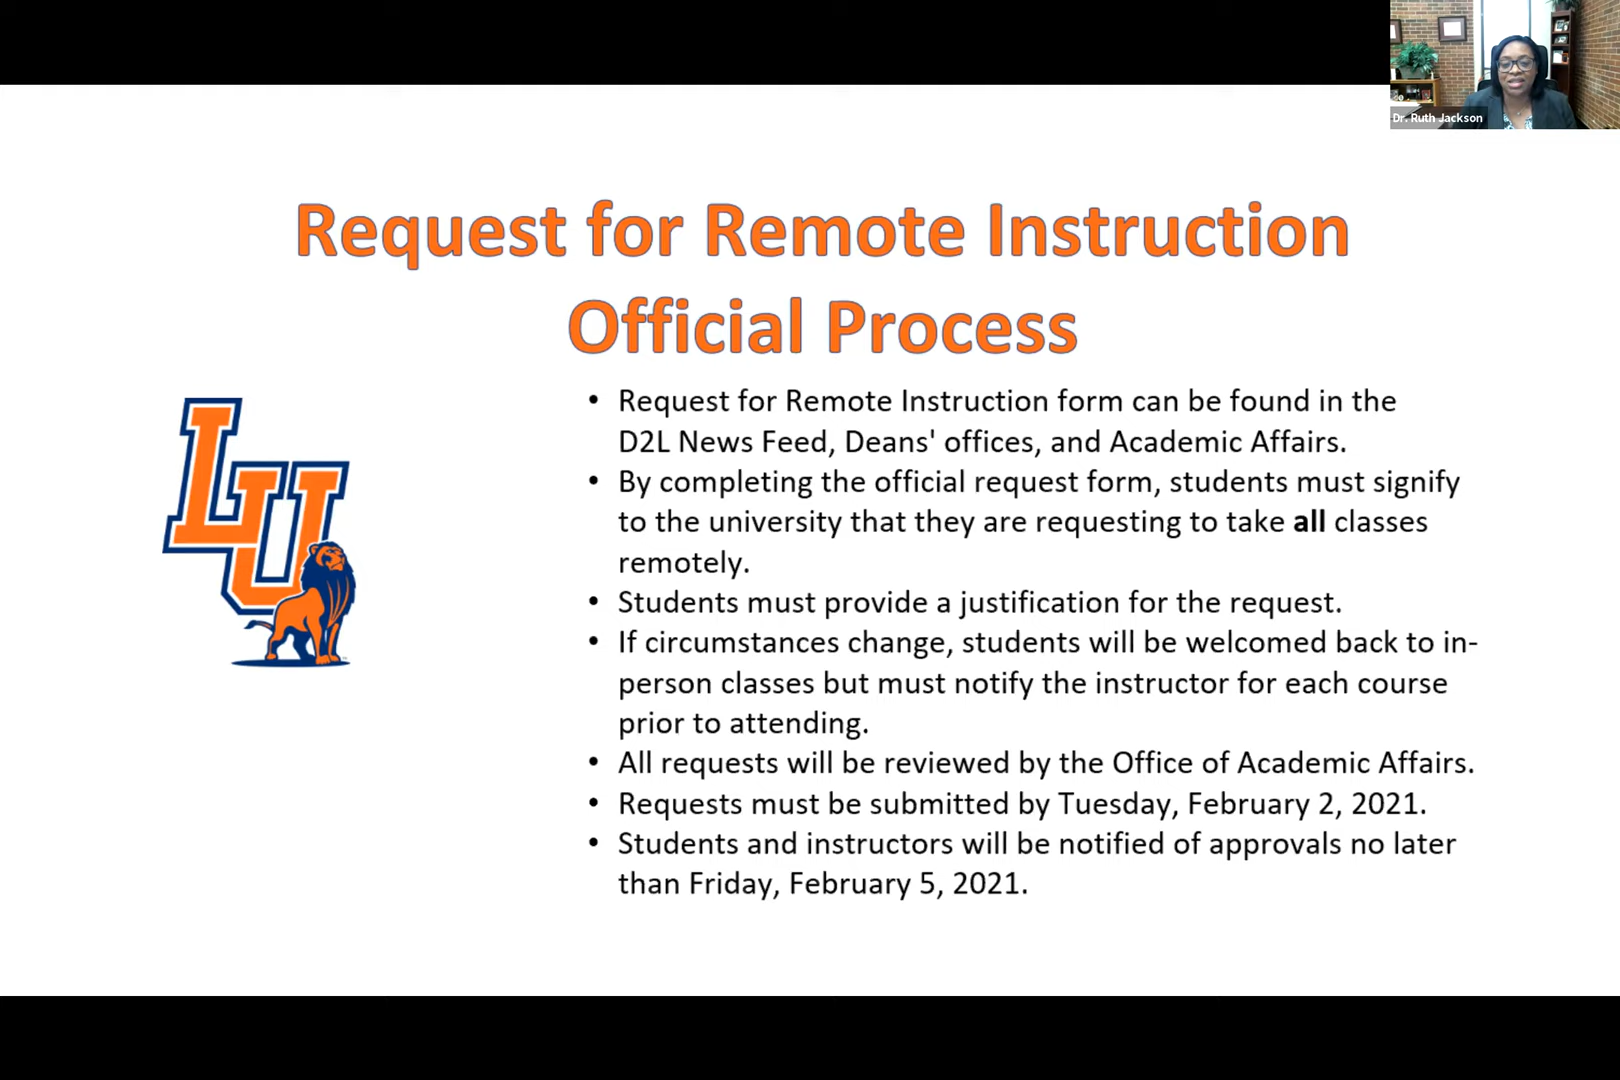 Dr. Ruth Jackson
Request for Remote Instruction
Official Process
LU
• Request for Remote Instruction form can be found in the
D2L News Feed, Deans' offices, and Academic Affairs.
• By completing the official request form, students must signify
to the university that they are requesting to take all classes
remotely.
• Students must provide a justification for the request.
• If circumstances change, students will be welcomed back to in-
person classes but must notify the instructor for each course
prior to attending.
• All requests will be reviewed by the Office of Academic Affairs.
• Requests must be submitted by Tuesday, February 2, 2021.
• Students and instructors will be notified of approvals no later
than Friday, February 5, 2021.